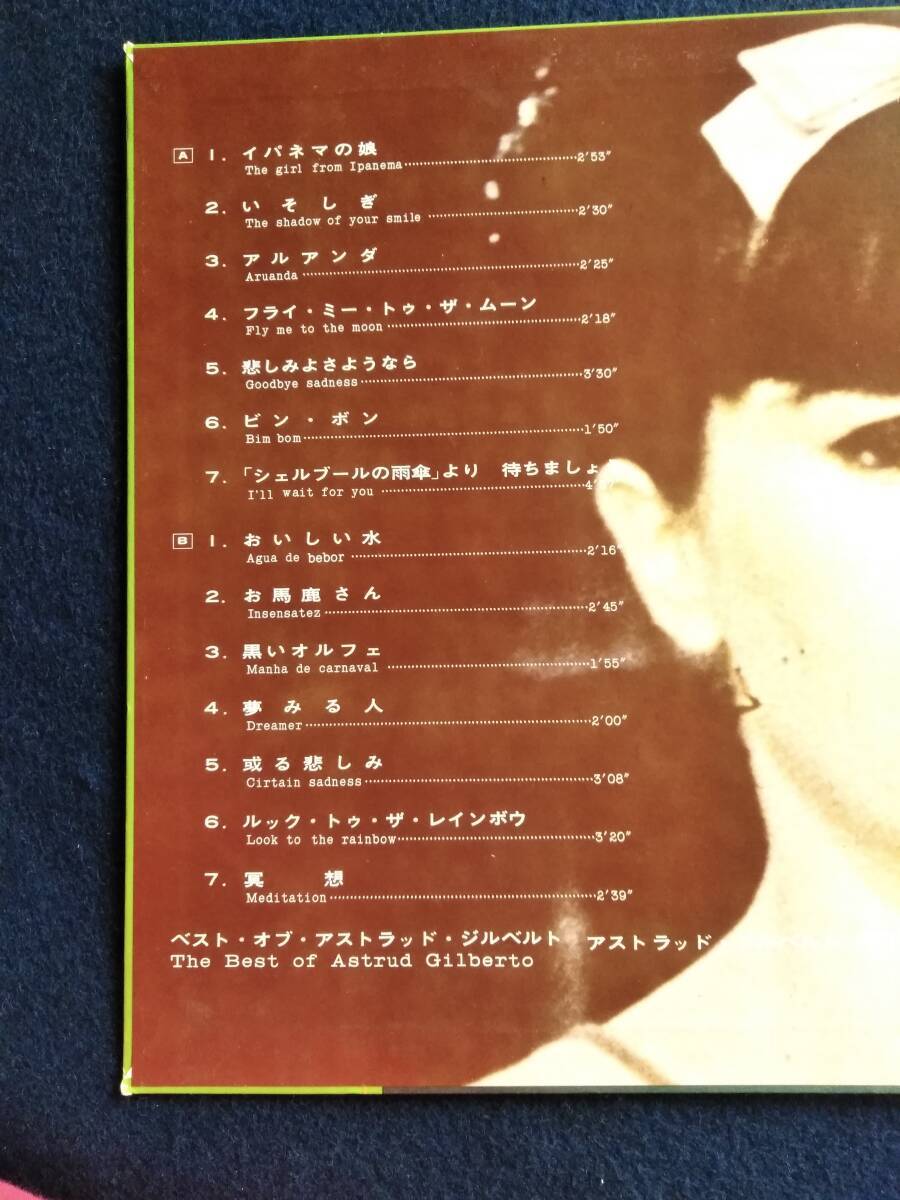 A 1. イパネマの娘
The girl from Ipanema 2′53″
2. いそしぎ
The shadow of your smile 2′30″
3. アルアンダ
Aruanda 2′25″
4. フライ・ミー・トゥ・ザ・ムーン
Fly me to the moon 2′18″
5. 悲しみよさようなら
Goodbye sadness 3′30″
6. ビン・ボン
Bim bom 1′50″
7. 「シェルブールの雨傘」より 待ちましょ
I'll wait for you
B 1. おいしい水
Agua de bebor 2′16″
2. お馬鹿さん
Insensatez 2′45″
3. 黒いオルフェ
Manha de carnaval 1′55″
4. 夢みる人
Dreamer 2′00″
5. 或る悲しみ
Cirtain sadness 3′08″
6. ルック・トゥ・ザ・レインボウ
Look to the rainbow 3′20″
7. 冥想
Meditation 2′39″
ベスト・オブ・アストラッド・ジルベルト アストラッド
The Best of Astrud Gilberto